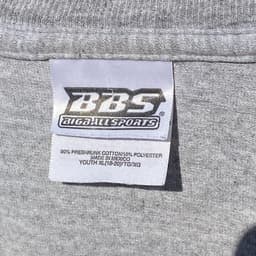 BBS
BIGBALLSPORTS
®
90% PRESHRUNK COTTON/10% POLYESTER
MADE IN MEXICO
YOUTH XL(18-20)/TG/XG